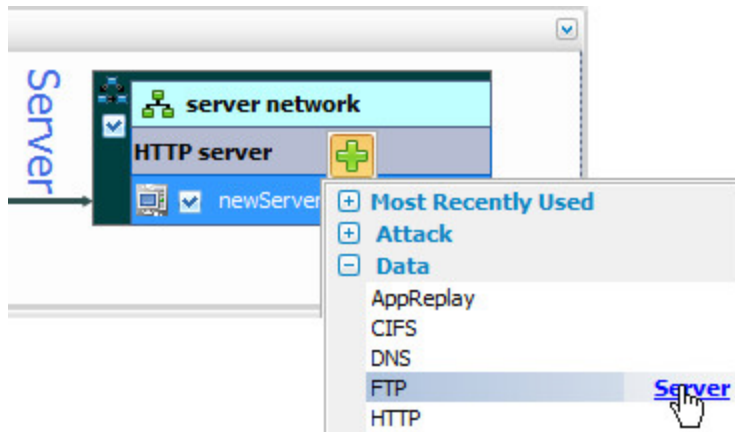 Server
server network
HTTP server
newServer
Most Recently Used
Attack
Data
AppReplay
CIFS
DNS
FTP Server
HTTP